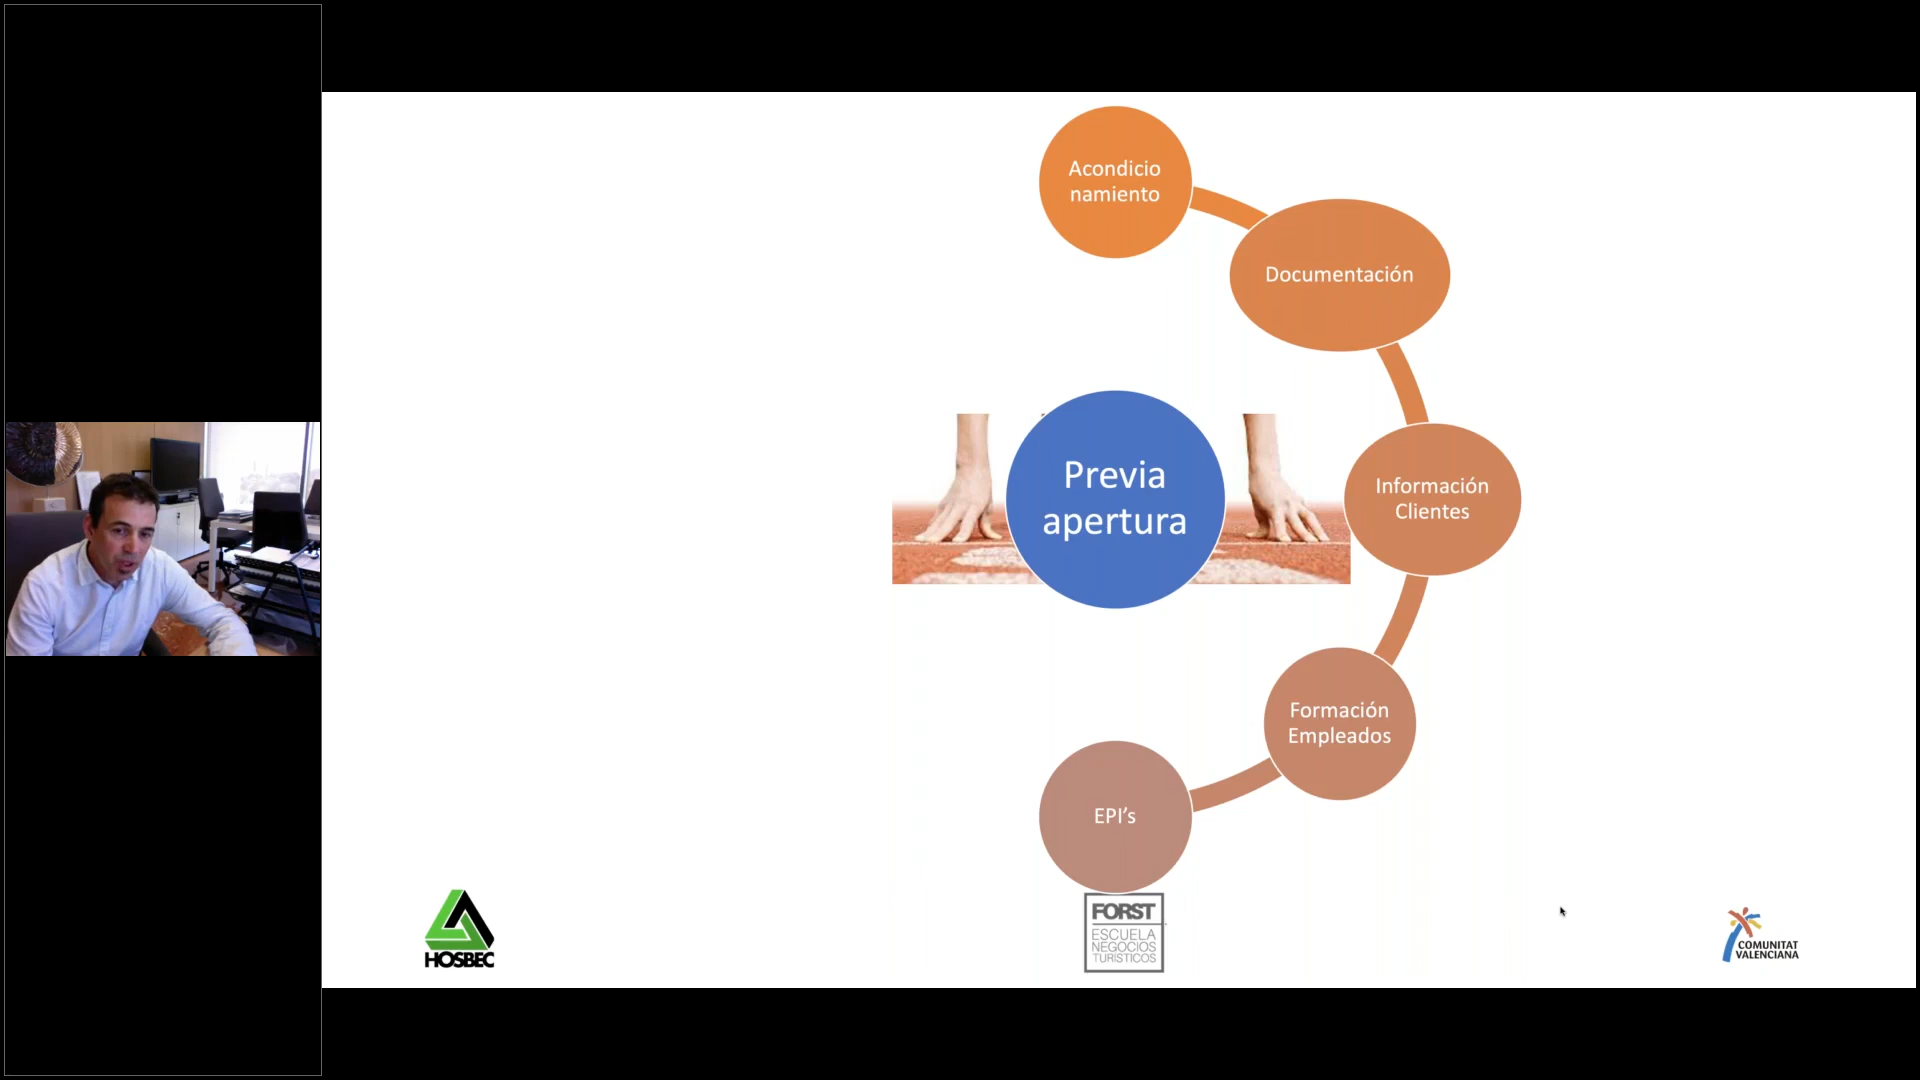 Acondicio
namiento
Documentación
Previa
apertura
Información
Clientes
Formación
Empleados
EPI's
HOSBEC
FORST
ESCUELA
NEGOCIOS
TURÍSTICOS
COMUNITAT
VALENCIANA